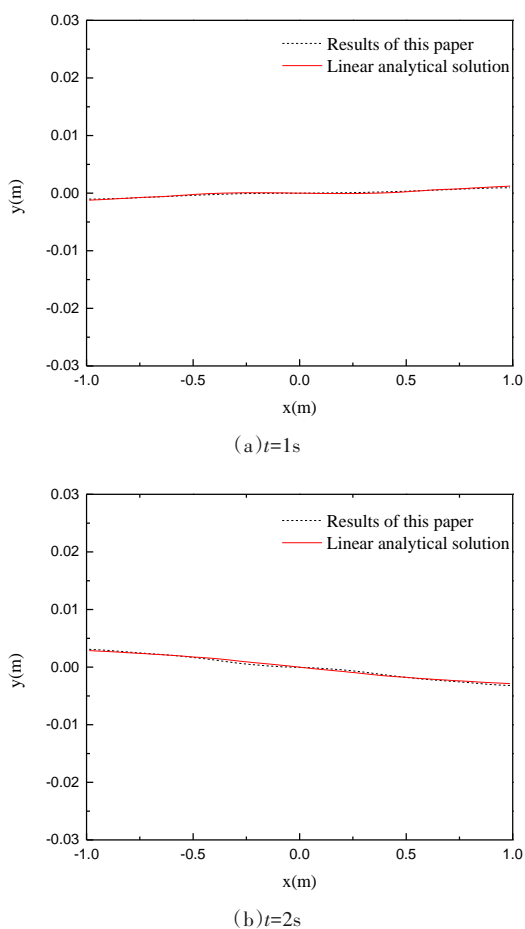 0.03
Results of this paper
Linear analytical solution
0.02
0.01
0.00
-0.01
-0.02
-0.03
y(m)
-1.0 -0.5 0.0 0.5 1.0
x(m)
(a)t=1s
0.03
Results of this paper
Linear analytical solution
0.02
0.01
0.00
-0.01
-0.02
-0.03
y(m)
-1.0 -0.5 0.0 0.5 1.0
x(m)
(b)t=2s